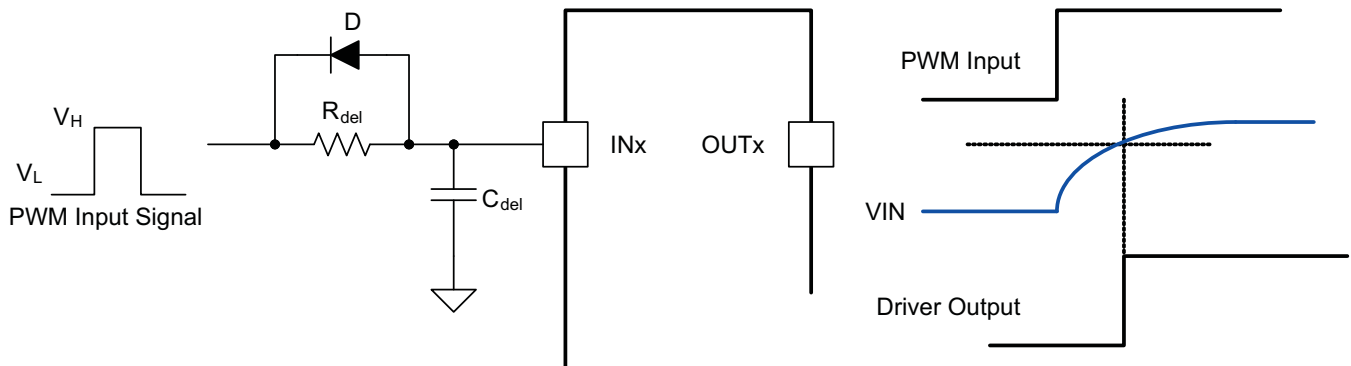 D
R_del
V_H
V_L
PWM Input Signal
C_del
INx
OUTx
PWM Input
VIN
Driver Output